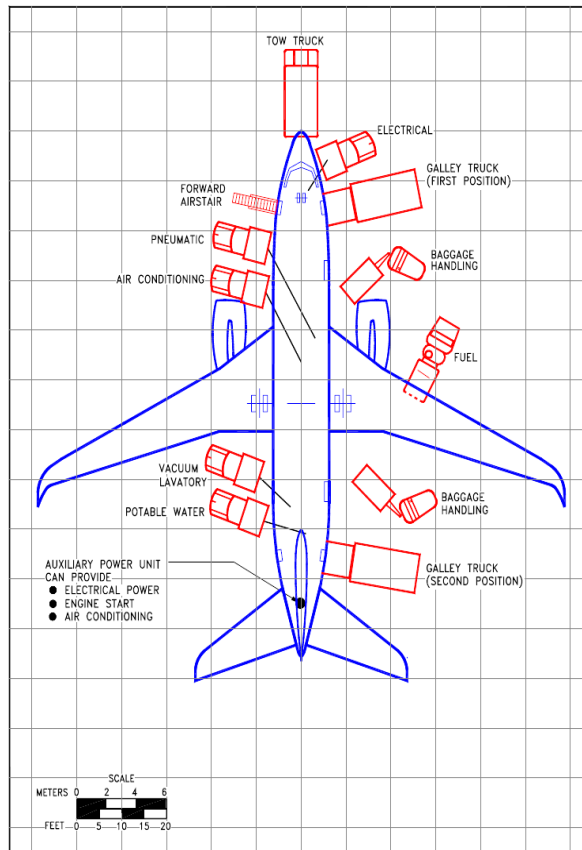 TOW TRUCK
ELECTRICAL
GALLEY TRUCK
(FIRST POSITION)
FORWARD
AIRSTAIR
PNEUMATIC
BAGGAGE
HANDLING
AIR CONDITIONING
FUEL
VACUUM
LAVATORY
BAGGAGE
HANDLING
POTABLE WATER
AUXILIARY POWER UNIT
CAN PROVIDE
● ELECTRICAL POWER
● ENGINE START
● AIR CONDITIONING
GALLEY TRUCK
(SECOND POSITION)
SCALE
METERS 0 2 4 6
FEET 0 5 10 15 20